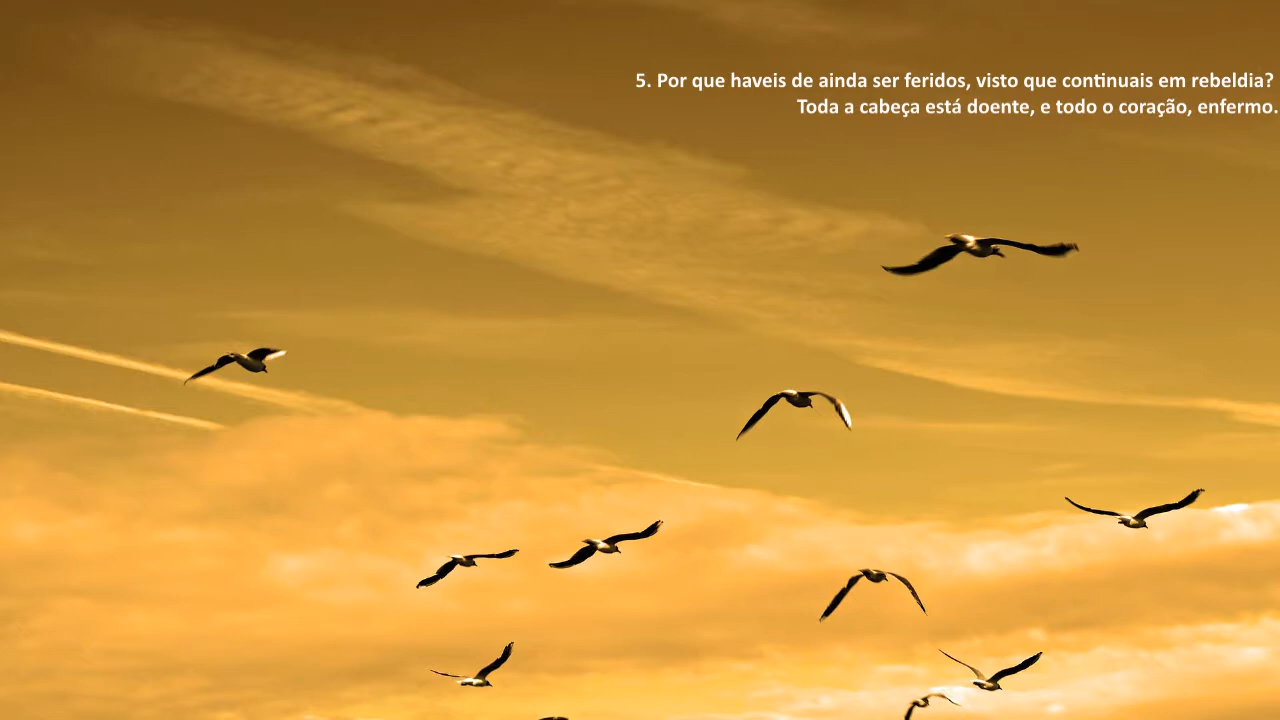 5. Por que haveis de ainda ser feridos, visto que continuais em rebeldia?
Toda a cabeça está doente, e todo o coração, enfermo.